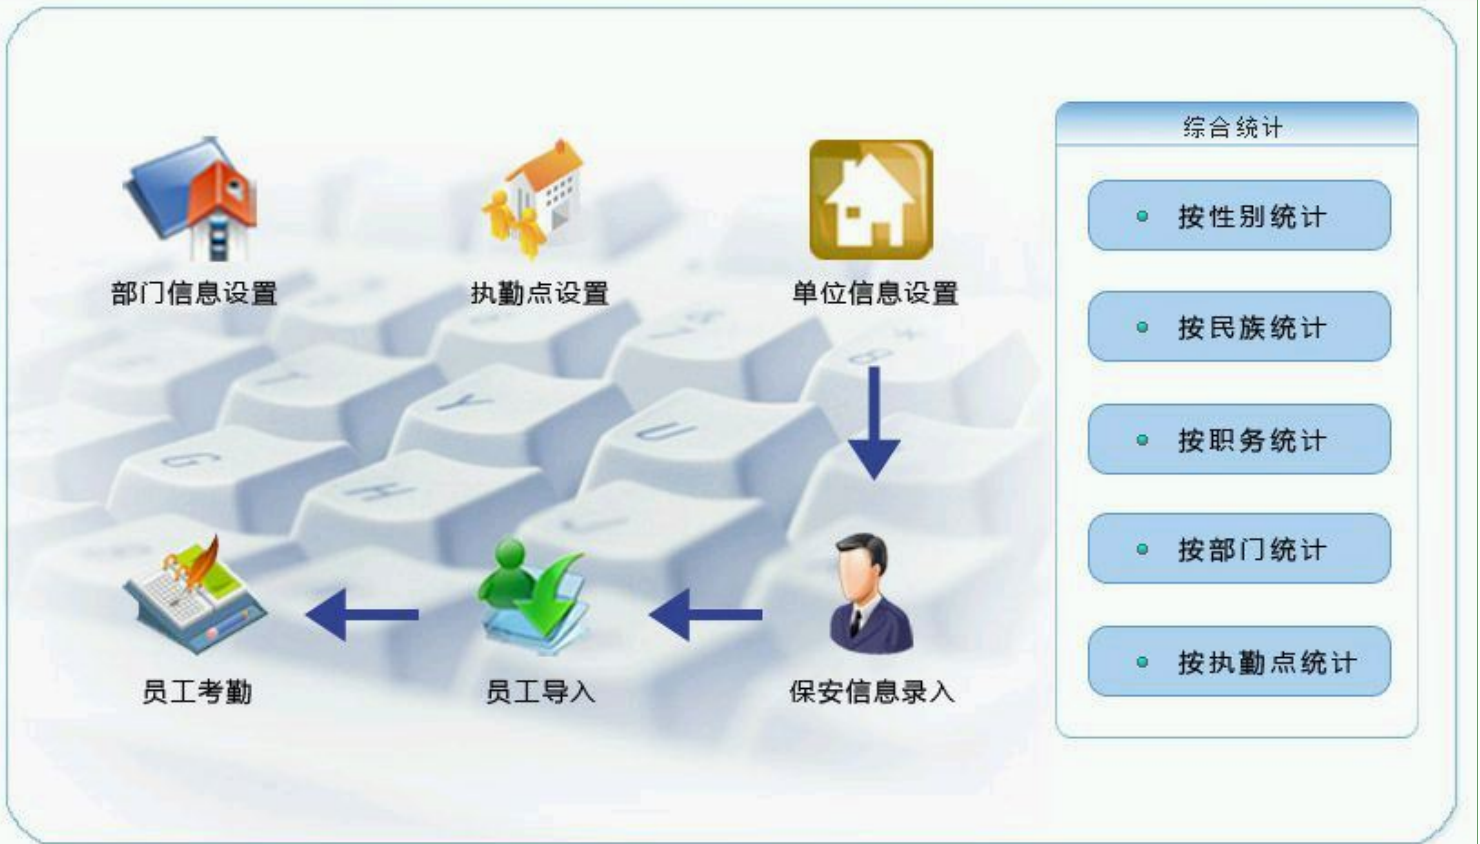 部门信息设置
执勤点设置
单位信息设置
T
Y
U
8
*
G
H
J
员工考勤
员工导入
保安信息录入
综合统计
按性别统计
按民族统计
按职务统计
按部门统计
按执勤点统计